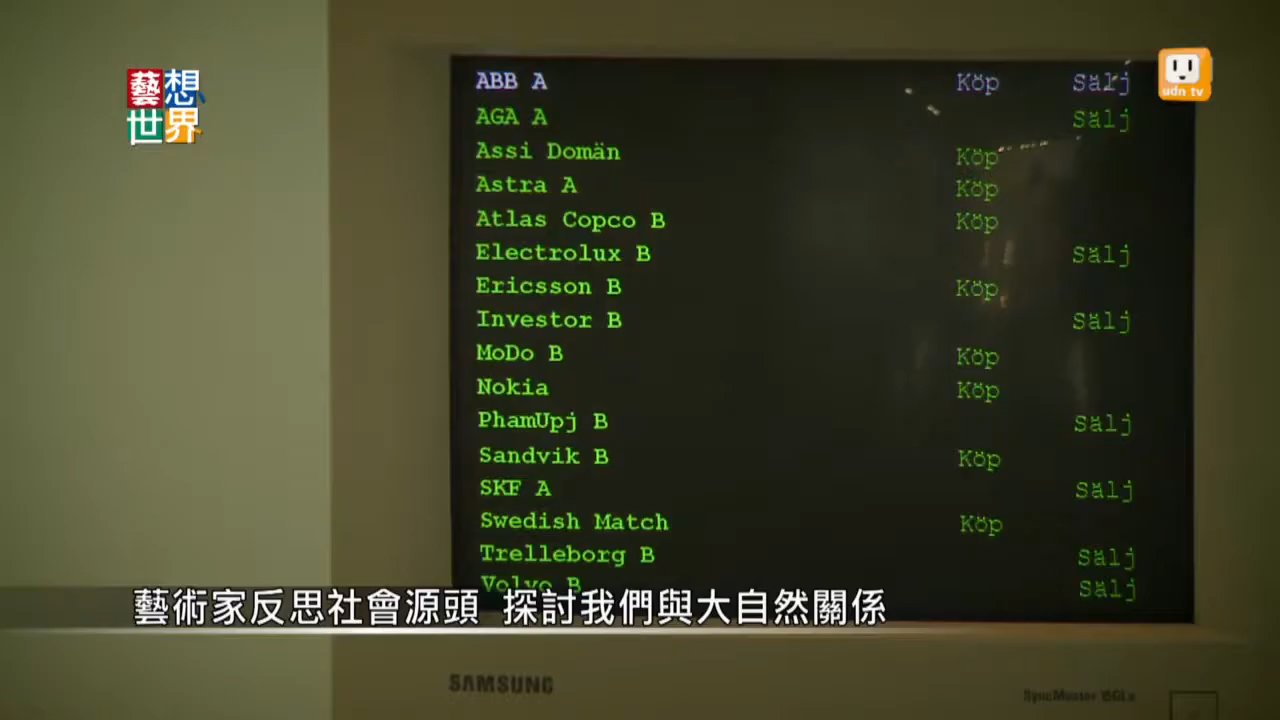 藝想
世界
udn tv
ABB A Köp Sälj
AGA A Sälj
Assi Domän Köp
Astra A Köp
Atlas Copco B Köp
Electrolux B Sälj
Ericsson B Köp
Investor B Sälj
MoDo B Köp
Nokia Köp
PhamUpj B Sälj
Sandvik B Köp
SKF A Sälj
Swedish Match Köp
Trelleborg B Sälj
Volvo B Sälj
藝術家反思社會源頭 探討我們與大自然關係
SAMSUNG
SyncMaster